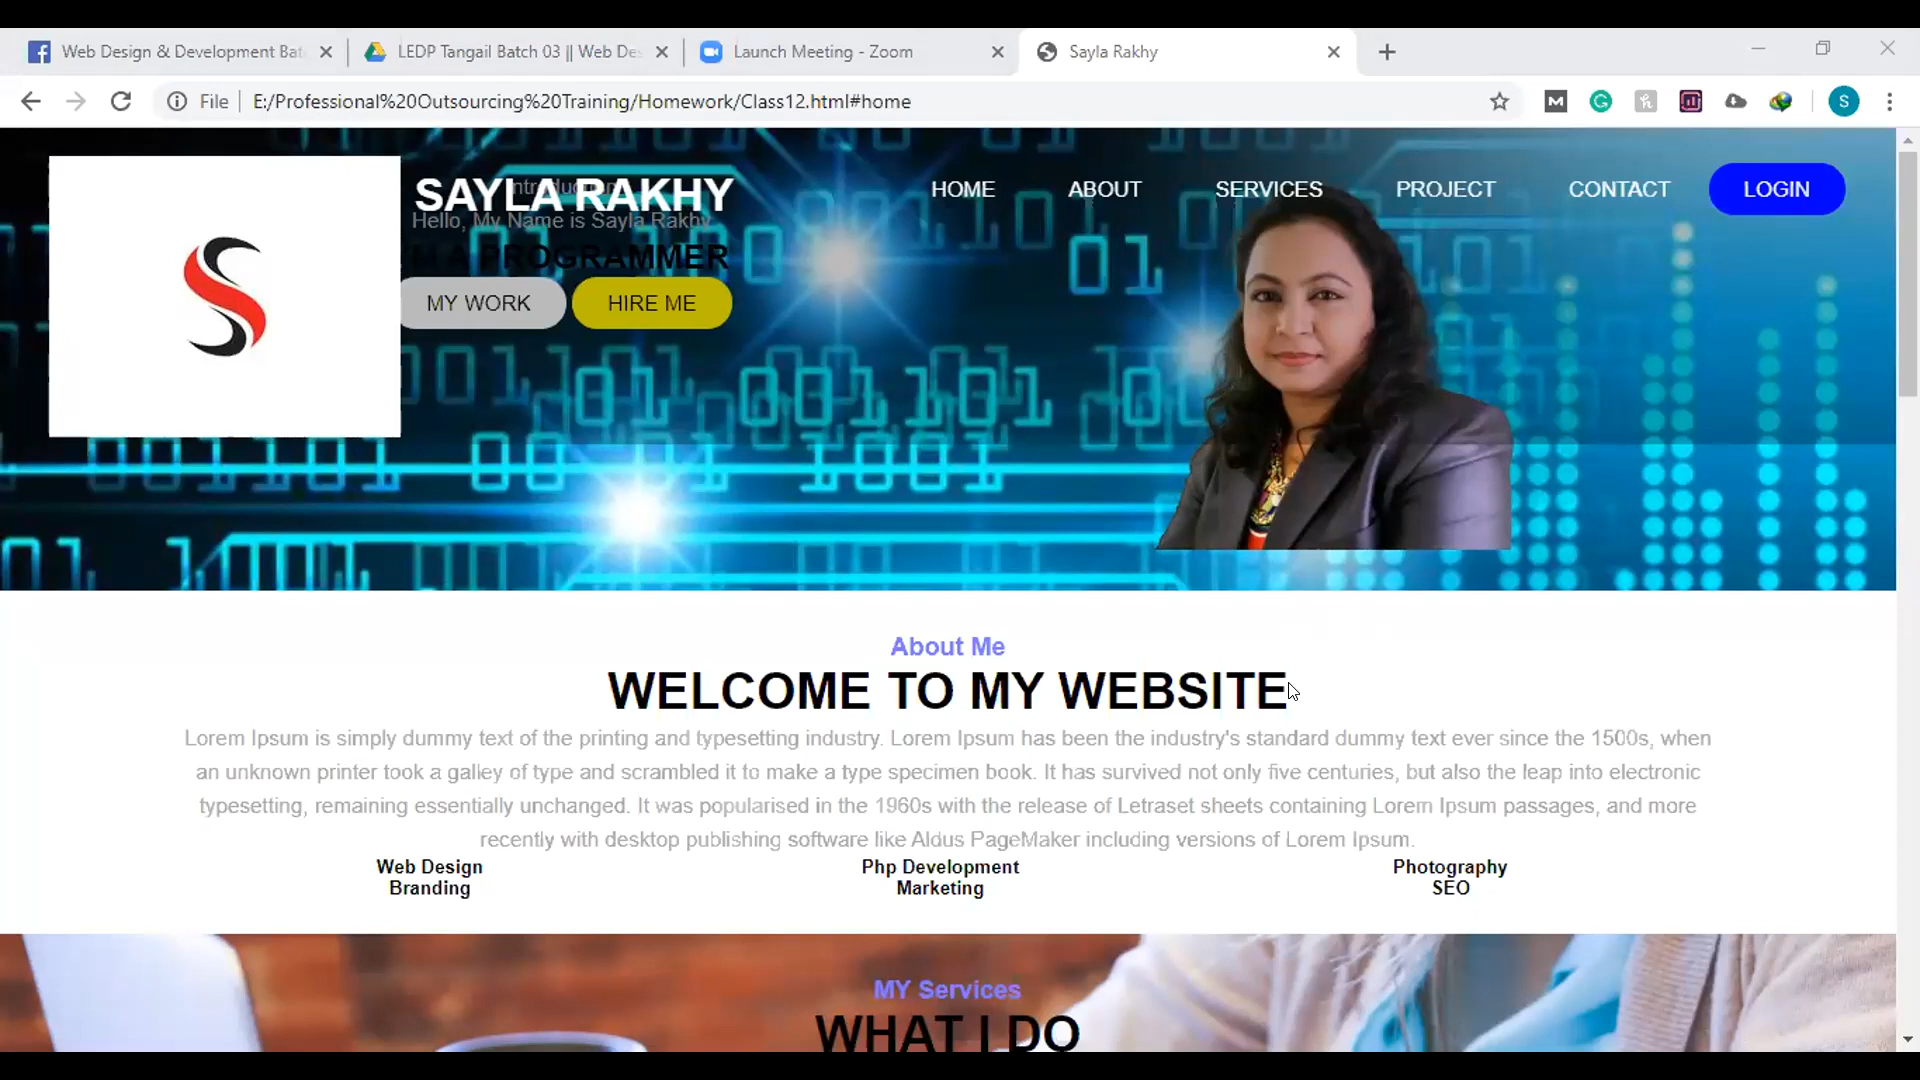 Web Design & Development Bat
LEDP Tangail Batch 03 || Web Des
Launch Meeting - Zoom
Sayla Rakhy
File
E:/Professional%20Outsourcing%20Training/Homework/Class12.html#home
S
SAYLA RAKHY
HOME
ABOUT
SERVICES
PROJECT
CONTACT
LOGIN
Hello, My Name is Sayla Rakhy
A PROGRAMMER
MY WORK
HIRE ME
About Me
WELCOME TO MY WEBSITE
Lorem Ipsum is simply dummy text of the printing and typesetting industry. Lorem Ipsum has been the industry's standard dummy text ever since the 1500s, when
an unknown printer took a galley of type and scrambled it to make a type specimen book. It has survived not only five centuries, but also the leap into electronic
typesetting, remaining essentially unchanged. It was popularised in the 1960s with the release of Letraset sheets containing Lorem Ipsum passages, and more
recently with desktop publishing software like Aldus PageMaker including versions of Lorem Ipsum.
Web Design
Branding
Php Development
Marketing
Photography
SEO
MY Services
WHAT I DO